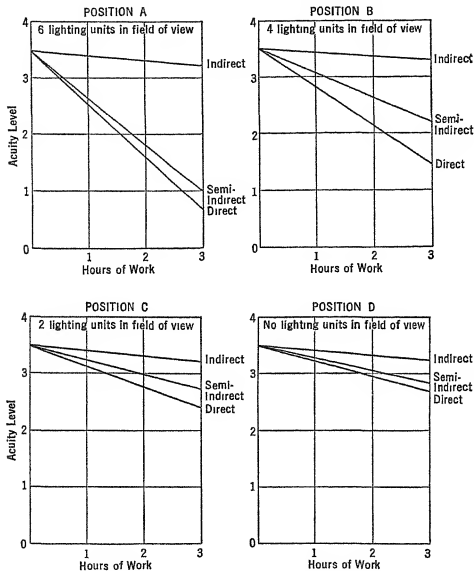 POSITION A
6 lighting units in field of view
4
3
2
1
0
Acuity Level
Indirect
Semi-
Indirect
Direct
1
2
3
Hours of Work
POSITION B
4 lighting units in field of view
4
3
2
1
0
Indirect
Semi-
Indirect
Direct
1
2
3
Hours of Work
POSITION C
2 lighting units in field of view
4
3
2
1
0
Acuity Level
Indirect
Semi-
Indirect
Direct
1
2
3
Hours of Work
POSITION D
No lighting units in field of view
4
3
2
1
0
Indirect
Semi-
Indirect
Direct
1
2
3
Hours of Work